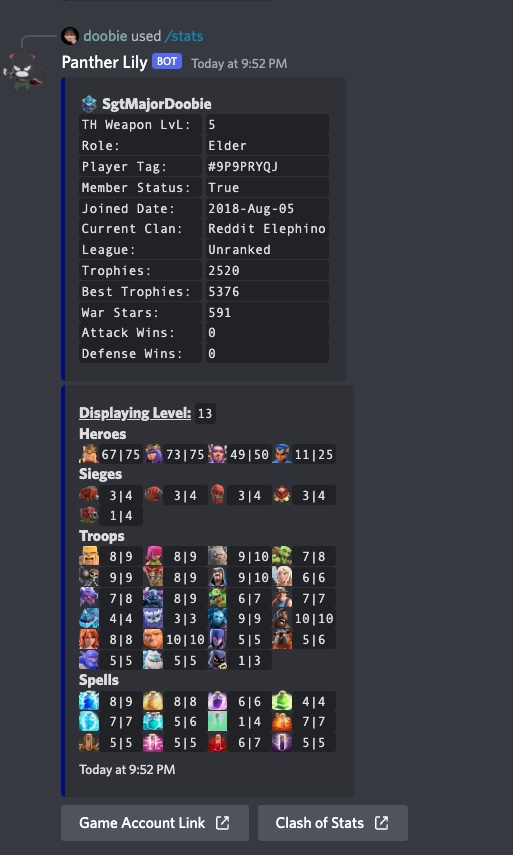 doobie used /stats
Panther Lily BOT Today at 9:52 PM
SgtMajorDoobie
TH Weapon LvL: 5
Role: Elder
Player Tag: #9P9PRYQJ
Member Status: True
Joined Date: 2018-Aug-05
Current Clan: Reddit Elephino
League: Unranked
Trophies: 2520
Best Trophies: 5376
War Stars: 591
Attack Wins: 0
Defense Wins: 0
Displaying Level: 13
Heroes
67|75 73|75 49|50 11|25
Sieges
3|4 3|4 3|4 3|4
1|4
Troops
8|9 8|9 9|10 7|8
9|9 8|9 9|10 6|6
7|8 8|9 6|7 7|7
4|4 3|3 9|9 10|10
8|8 10|10 5|5 5|6
5|5 5|5 1|3
Spells
8|9 8|8 6|6 4|4
7|7 5|6 1|4 7|7
5|5 5|5 6|7 5|5
Today at 9:52 PM
Game Account Link
Clash of Stats